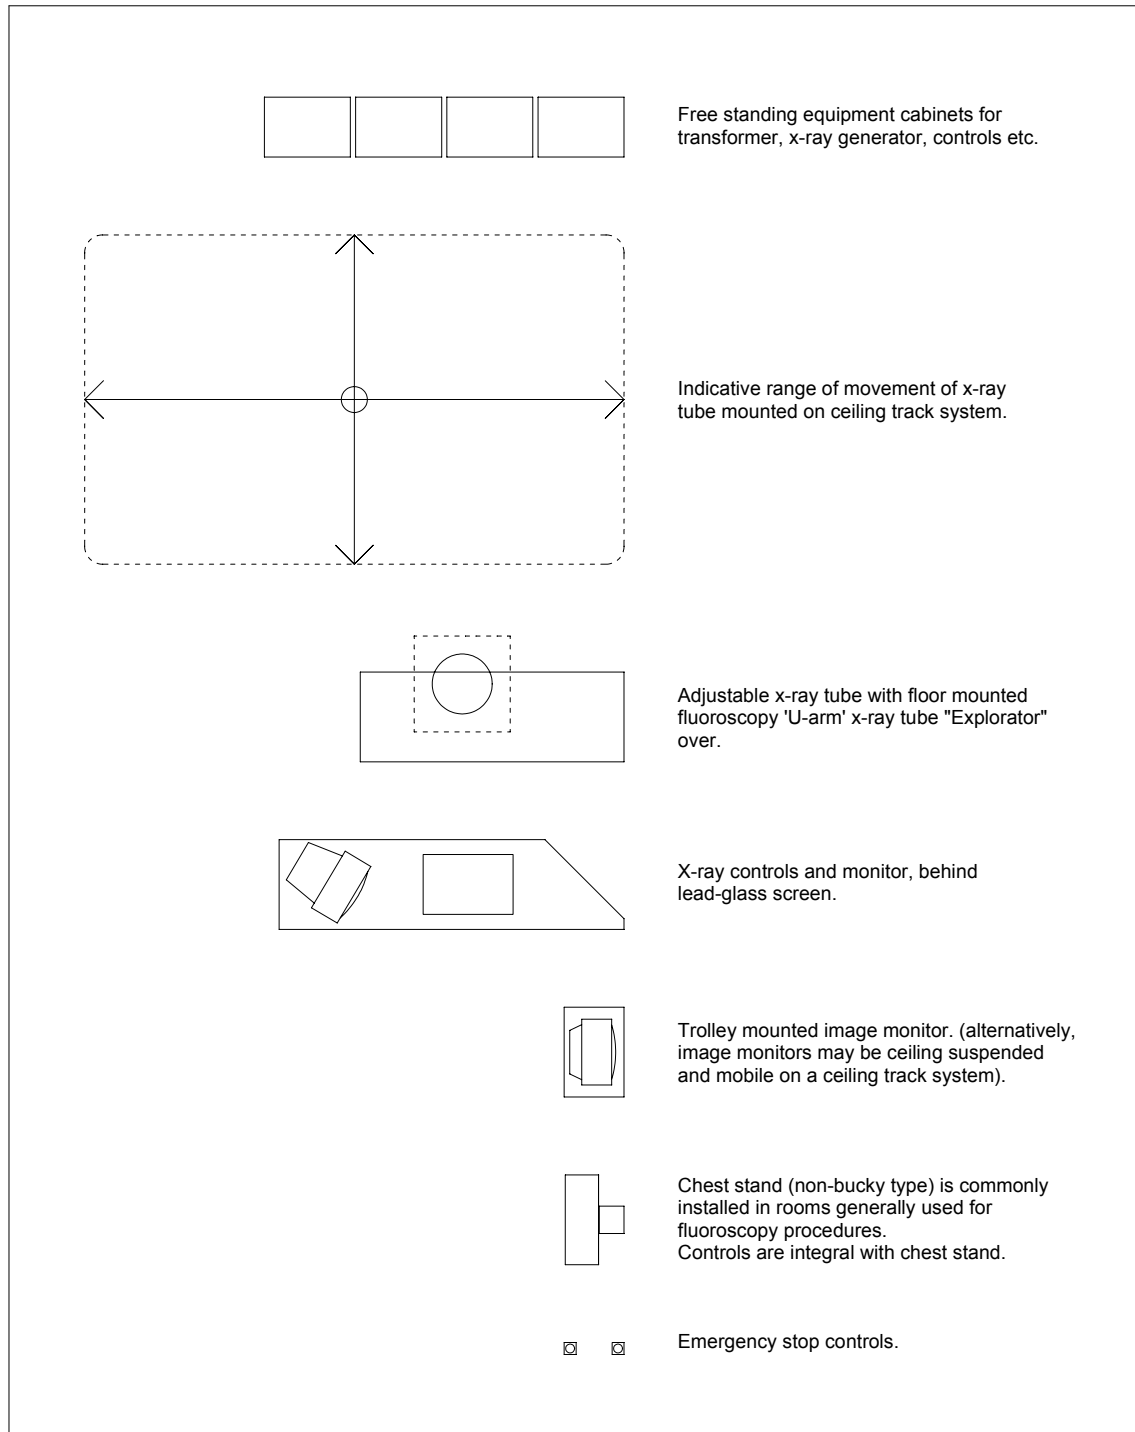 Free standing equipment cabinets for
transformer, x-ray generator, controls etc.
Indicative range of movement of x-ray
tube mounted on ceiling track system.
Adjustable x-ray tube with floor mounted
fluoroscopy 'U-arm' x-ray tube "Explorator"
over.
X-ray controls and monitor, behind
lead-glass screen.
Trolley mounted image monitor. (alternatively,
image monitors may be ceiling suspended
and mobile on a ceiling track system).
Chest stand (non-bucky type) is commonly
installed in rooms generally used for
fluoroscopy procedures.
Controls are integral with chest stand.
Emergency stop controls.